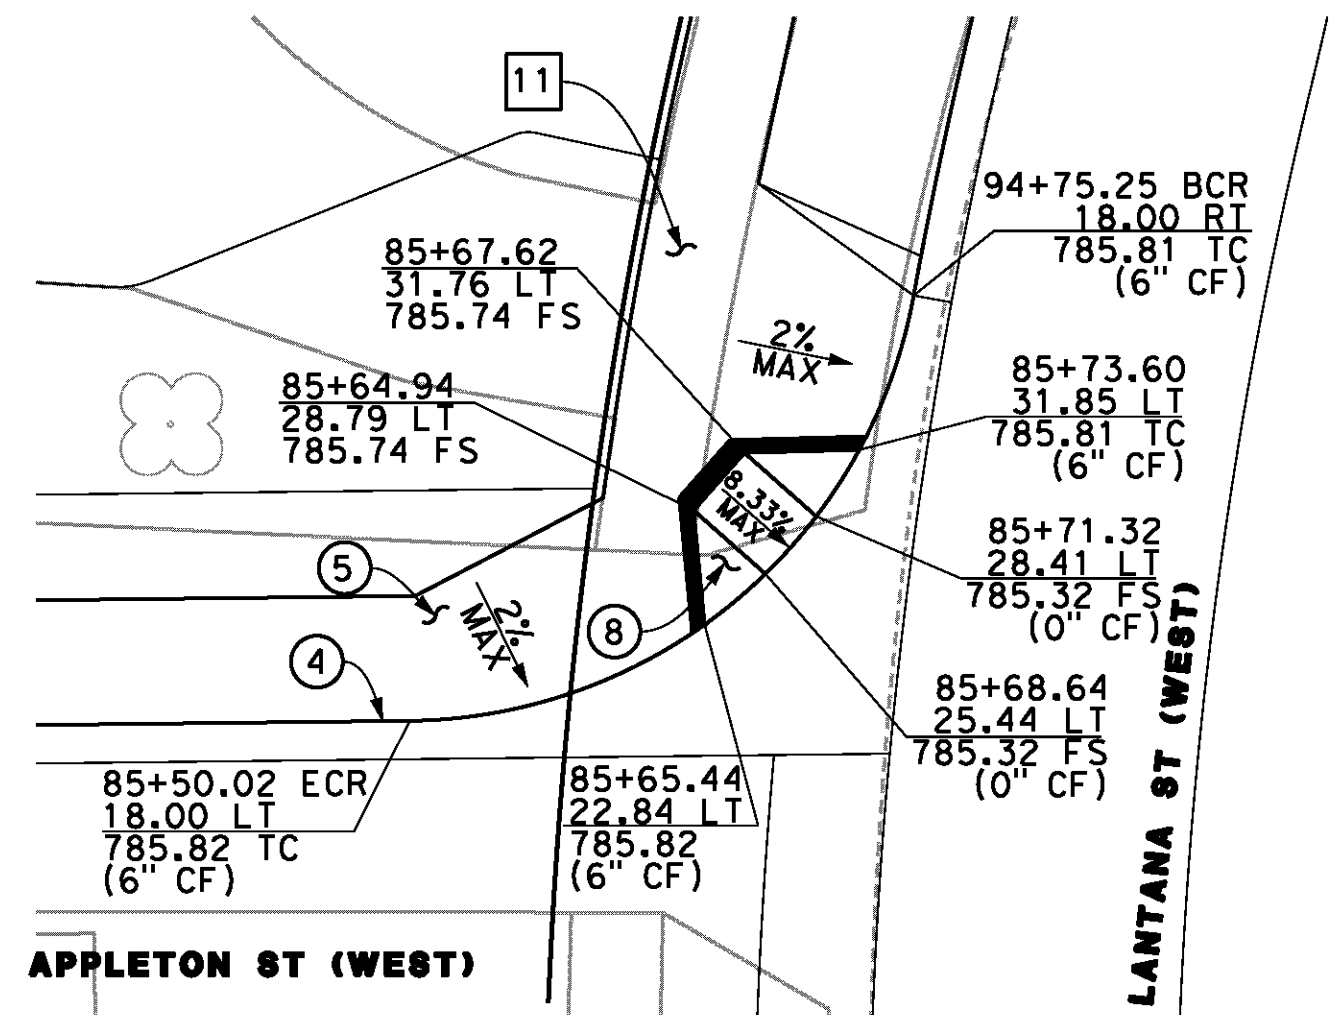 11
94+75.25 BCR
18.00 RT
785.81 TC
(6" CF)
85+67.62
31.76 LT
785.74 FS
2%
MAX
85+73.60
31.85 LT
785.81 TC
(6" CF)
85+64.94
28.79 LT
785.74 FS
8.33%
MAX
85+71.32
28.41 LT
785.32 FS
(0" CF)
5
2%
MAX
8
4
85+68.64
25.44 LT
785.32 FS
(0" CF)
85+50.02 ECR
18.00 LT
785.82 TC
(6" CF)
85+65.44
22.84 LT
785.82
(6" CF)
APPLETON ST (WEST)
LANTANA ST (WEST)